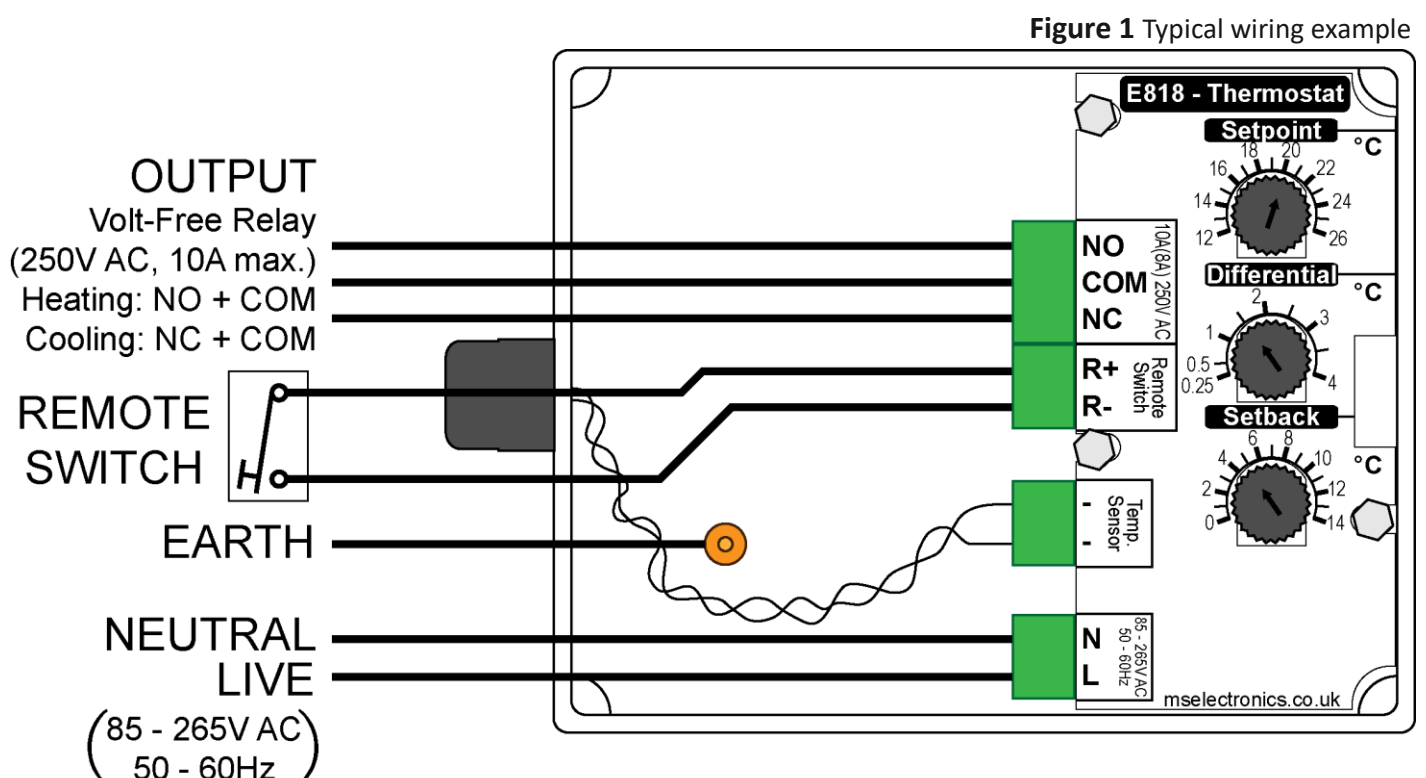 Figure 1 Typical wiring example
OUTPUT
Volt-Free Relay
(250V AC, 10A max.)
Heating: NO + COM
Cooling: NC + COM
REMOTE
SWITCH
EARTH
NEUTRAL
LIVE
(85 - 265V AC
50 - 60Hz)
E818 - Thermostat
Setpoint
°C
12
14
16
18
20
22
24
26
Differential
°C
0.25
0.5
1
2
3
4
Setback
°C
0
2
4
6
8
10
12
14
NO
COM
NC
10A(8A) 250V AC
R+
R-
Remote
Switch
-
-
Temp.
Sensor
N
L
85 - 265V AC
50 - 60Hz
mselectronics.co.uk